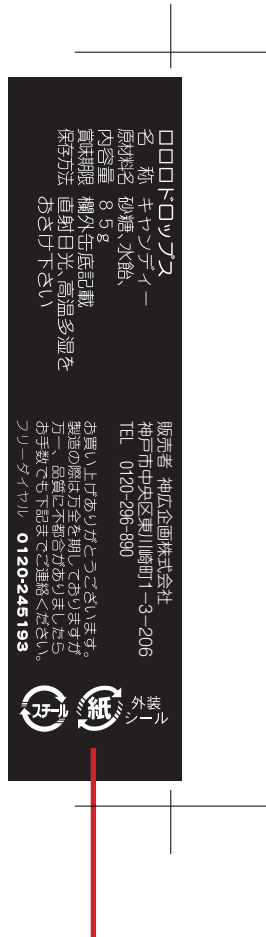 ロロロドロップス
名　称 キャンディー
原材料名 砂糖、水飴、
内容量 85g
賞味期限 欄外缶底記載
保存方法 直射日光、高温多湿を
おさけ下さい
販売者 神広企画株式会社
神戸市中央区東川崎町1－3－206
TEL 0120-296-890
お買い上げありがとうございます。
製造の際は万全を期しておりますが
万一、品質に不都合がありましたら
お手数でも下記までご連絡ください。
フリーダイヤル 0120-245193
スチール
紙
外装
シール